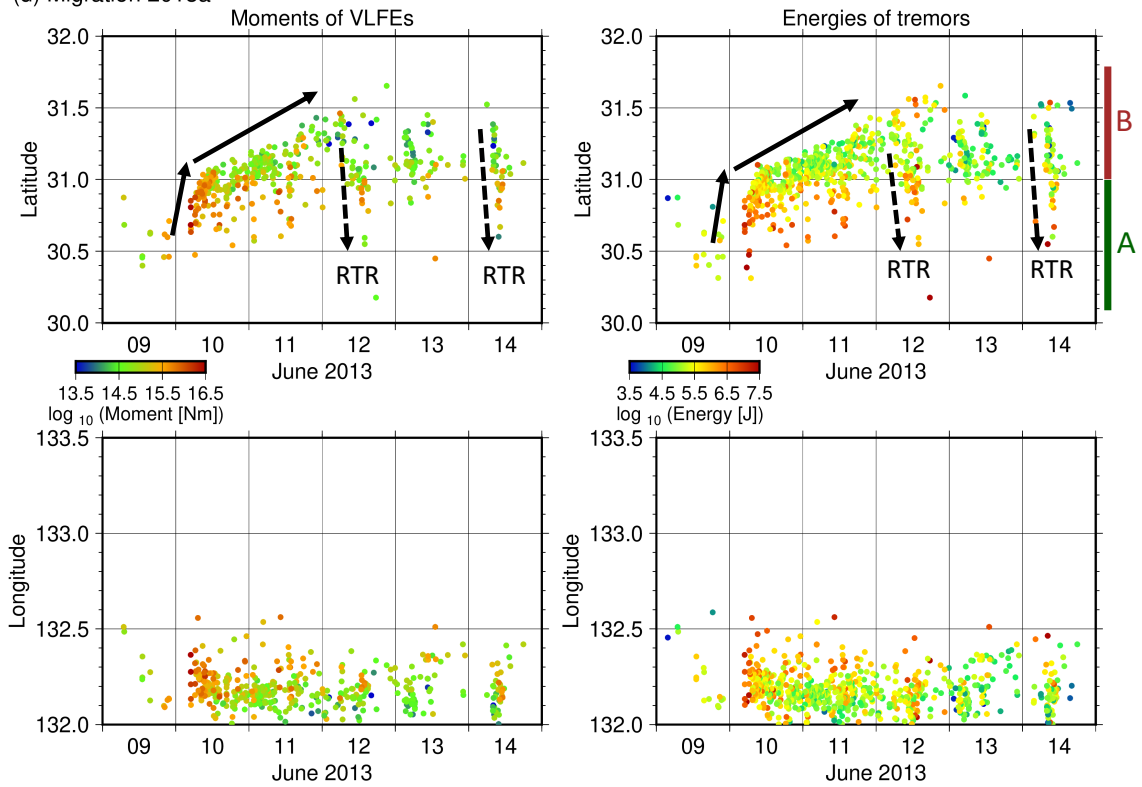 (d) Migration 2013a
Moments of VLFEs
Energies of tremors
32.0
31.5
31.0
30.5
30.0
Latitude
RTR
RTR
09 10 11 12 13 14
June 2013
13.5 14.5 15.5 16.5
log 10 (Moment [Nm])
32.0
31.5
31.0
30.5
30.0
Latitude
RTR
RTR
B
A
09 10 11 12 13 14
June 2013
3.5 4.5 5.5 6.5 7.5
log 10 (Energy [J])
133.5
133.0
132.5
132.0
Longitude
09 10 11 12 13 14
June 2013
133.5
133.0
132.5
132.0
Longitude
09 10 11 12 13 14
June 2013